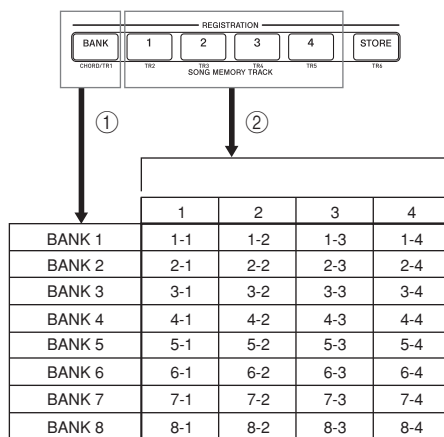 REGISTRATION
BANK 1 2 3 4 STORE
CHORD/TR1 TR2 TR3 TR4 TR5 TR6
SONG MEMORY TRACK
① ②
1 2 3 4
BANK 1 1-1 1-2 1-3 1-4
BANK 2 2-1 2-2 2-3 2-4
BANK 3 3-1 3-2 3-3 3-4
BANK 4 4-1 4-2 4-3 4-4
BANK 5 5-1 5-2 5-3 5-4
BANK 6 6-1 6-2 6-3 6-4
BANK 7 7-1 7-2 7-3 7-4
BANK 8 8-1 8-2 8-3 8-4